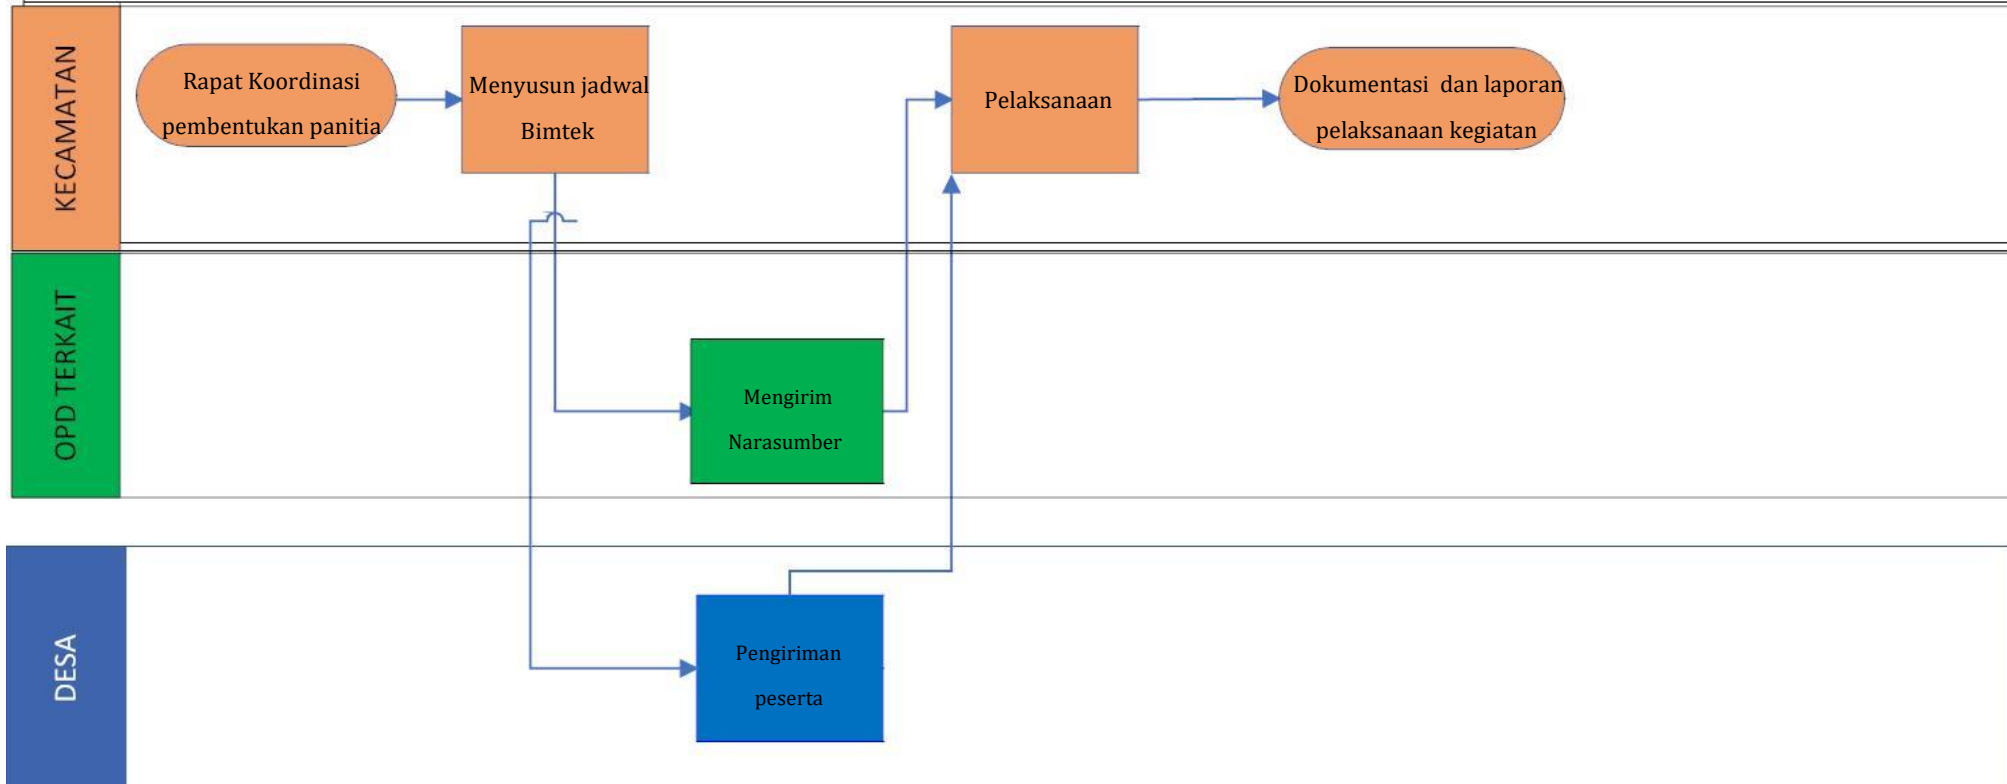 KECAMATAN
Rapat Koordinasi
pembentukan panitia
Menyusun jadwal
Bimtek
Pelaksanaan
Dokumentasi dan laporan
pelaksanaan kegiatan
OPD TERKAIT
Mengirim
Narasumber
DESA
Pengiriman
peserta